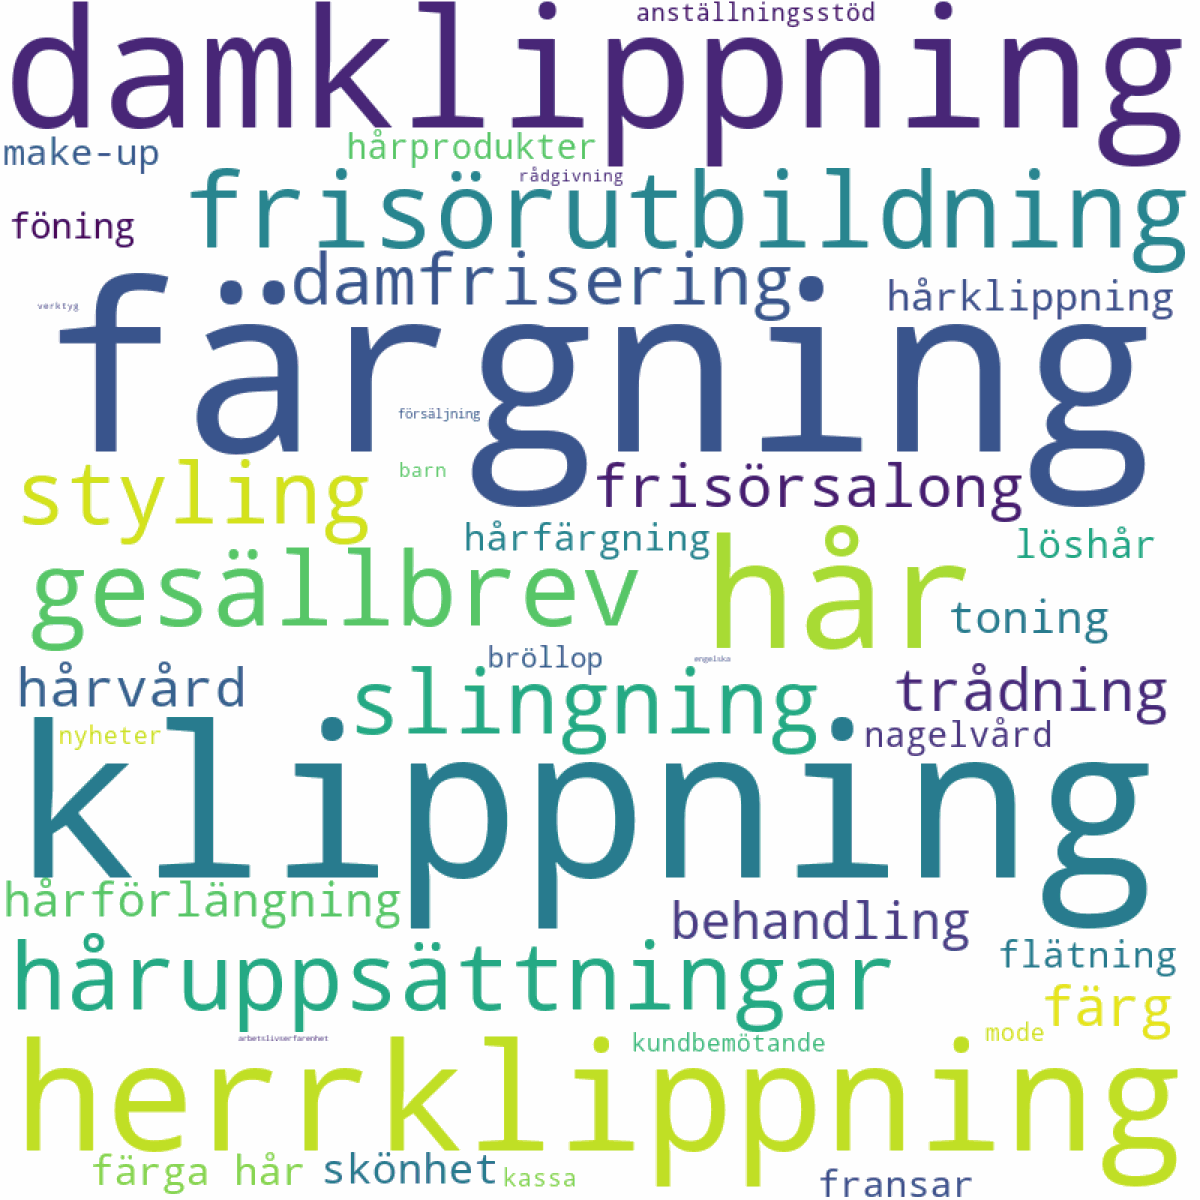 anställningsstöd
damklippning
make-up
hårprodukter
rådgivning
frisörutbildning
föning
damfrisering
hårklippning
verktyg
färgning
försäljning
styling
barn
frisörsalong
hårfärgning
löshår
gesällbrev
hår
toning
bröllop
engelska
hårvård
slingning
trådning
nyheter
nagelvård
klippning
hårförlängning
behandling
flätning
håruppsättningar
färg
arbetslivserfarenhet
kundbemötande
mode
herrklippning
färga hår
skönhet
kassa
fransar